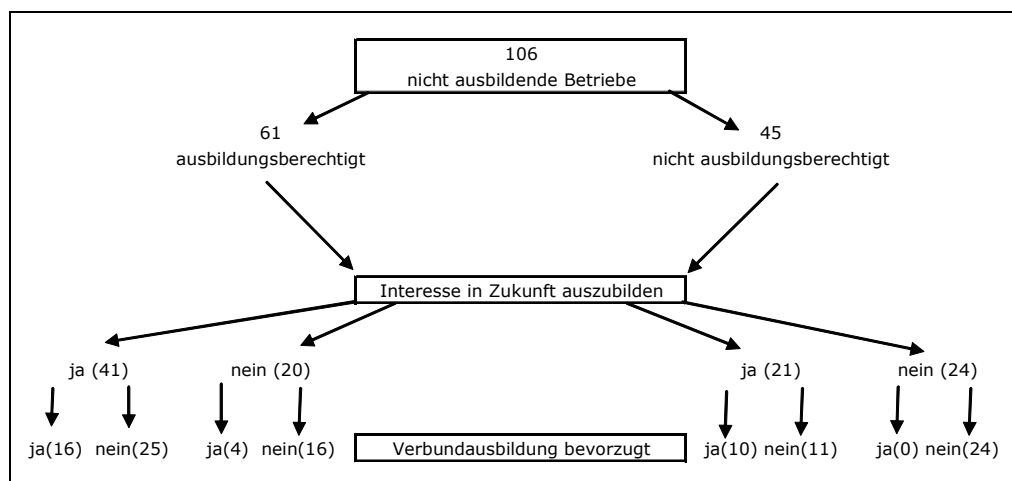 106
nicht ausbildende Betriebe
61
ausbildungsberechtigt
45
nicht ausbildungsberechtigt
Interesse in Zukunft auszubilden
ja (41) nein (20) ja (21) nein (24)
ja(16) nein(25) ja(4) nein(16) Verbundausbildung bevorzugt ja(10) nein(11) ja(0) nein(24)